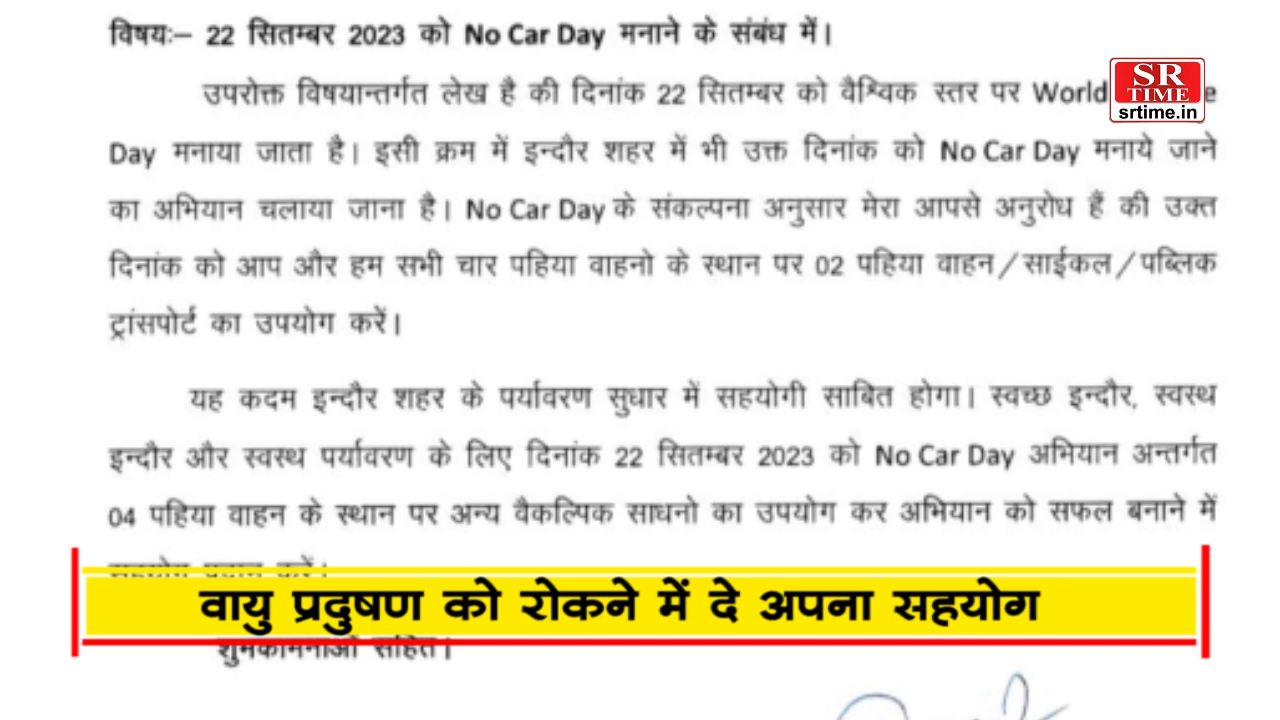 विषयः– 22 सितम्बर 2023 को No Car Day मनाने के संबंध में।
उपरोक्त विषयान्तर्गत लेख है की दिनांक 22 सितम्बर को वैश्विक स्तर पर World
SR
TIME
srtime.in
Day मनाया जाता है। इसी क्रम में इन्दौर शहर में भी उक्त दिनांक को No Car Day मनाये जाने
का अभियान चलाया जाना है। No Car Day के संकल्पना अनुसार मेरा आपसे अनुरोध हैं की उक्त
दिनांक को आप और हम सभी चार पहिया वाहनो के स्थान पर 02 पहिया वाहन/साईकल/पब्लिक
ट्रांसपोर्ट का उपयोग करें।
यह कदम इन्दौर शहर के पर्यावरण सुधार में सहयोगी साबित होगा। स्वच्छ इन्दौर, स्वस्थ
इन्दौर और स्वस्थ पर्यावरण के लिए दिनांक 22 सितम्बर 2023 को No Car Day अभियान अन्तर्गत
04 पहिया वाहन के स्थान पर अन्य वैकल्पिक साधनो का उपयोग कर अभियान को सफल बनाने में
वायु प्रदुषण को रोकने में दे अपना सहयोग
शुभकामनाओं सहित।